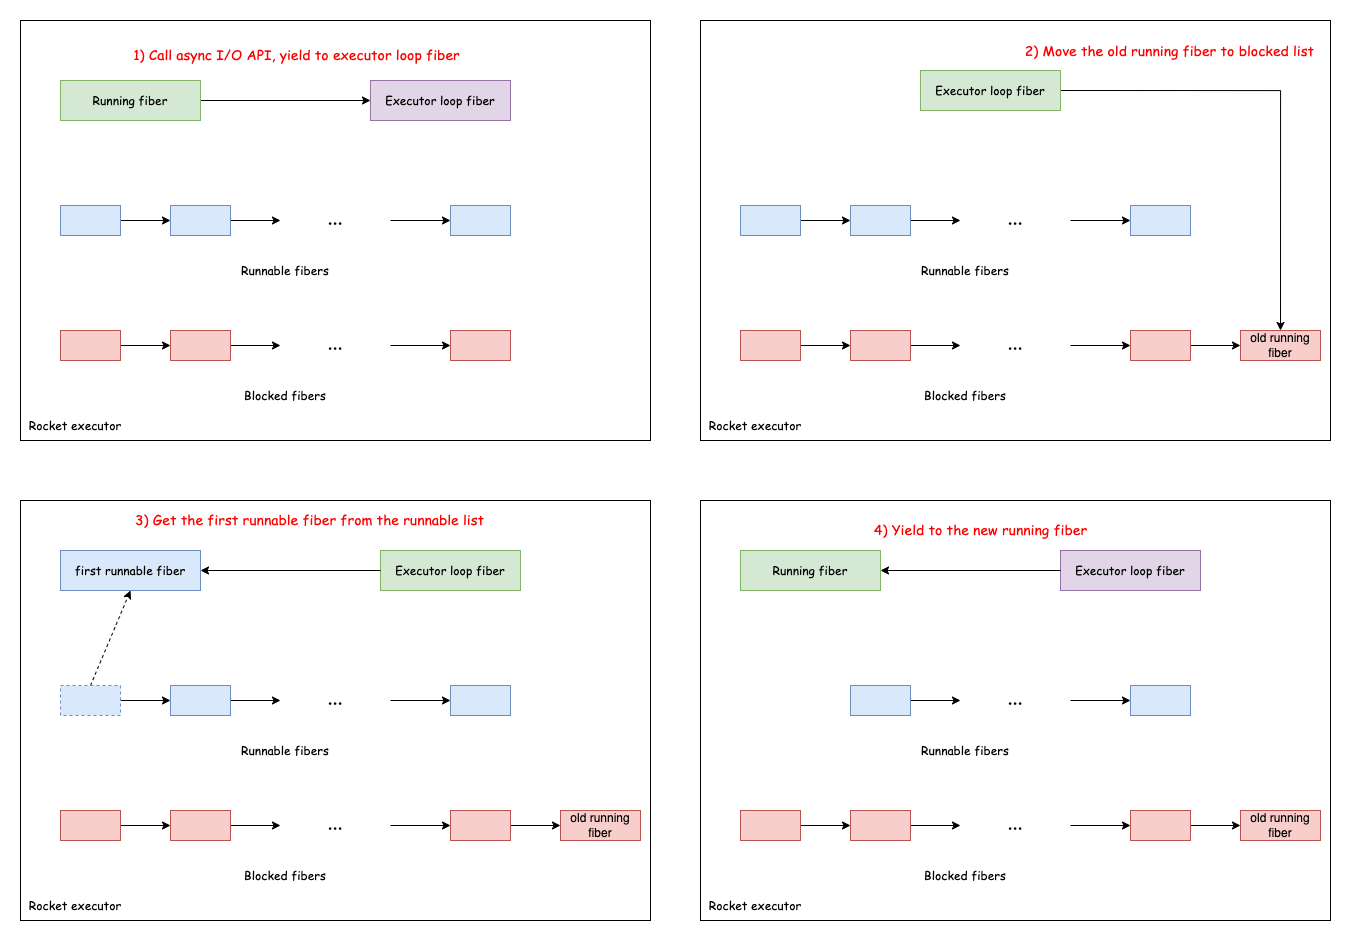 1) Call async I/O API, yield to executor loop fiber
Running fiber
Executor loop fiber
...
Runnable fibers
...
Blocked fibers
Rocket executor
2) Move the old running fiber to blocked list
Executor loop fiber
...
Runnable fibers
...
old running
fiber
Blocked fibers
Rocket executor
3) Get the first runnable fiber from the runnable list
first runnable fiber
Executor loop fiber
...
Runnable fibers
...
old running
fiber
Blocked fibers
Rocket executor
4) Yield to the new running fiber
Running fiber
Executor loop fiber
...
Runnable fibers
...
old running
fiber
Blocked fibers
Rocket executor